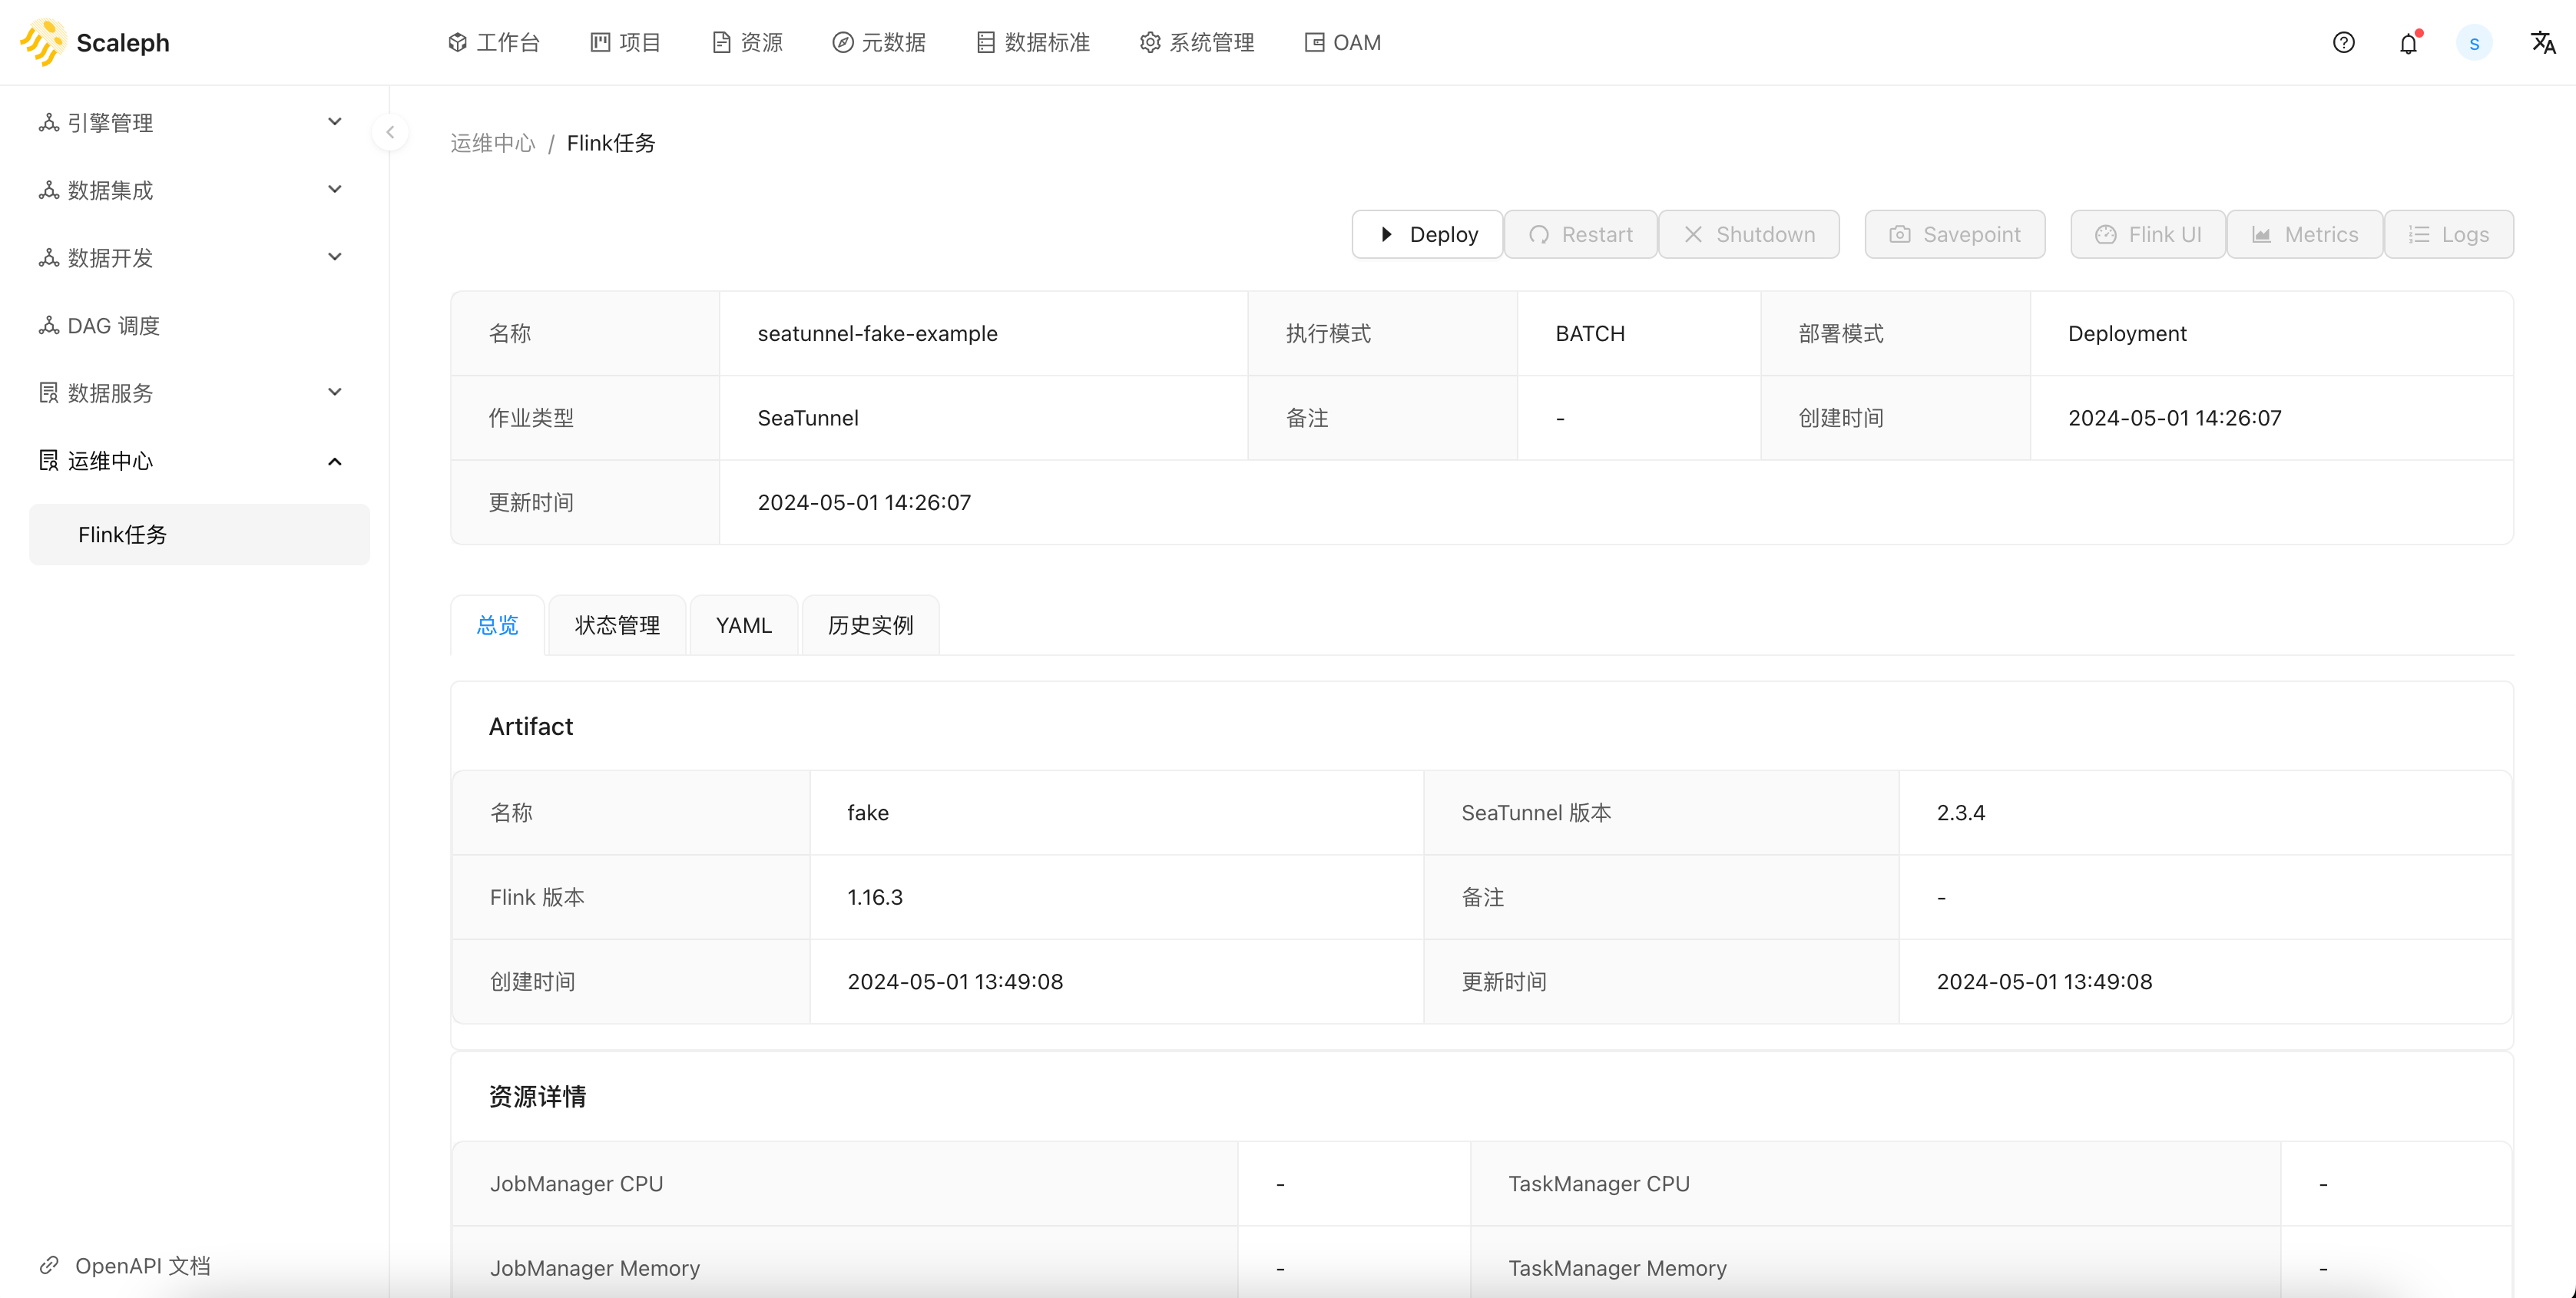 Scaleph 工作台 项目 资源 元数据 数据标准 系统管理 OAM s
引擎管理
数据集成
数据开发
DAG 调度
数据服务
运维中心
Flink任务
OpenAPI 文档
运维中心 / Flink任务
Deploy Restart Shutdown Savepoint Flink UI Metrics Logs
名称 seatunnel-fake-example 执行模式 BATCH 部署模式 Deployment
作业类型 SeaTunnel 备注 - 创建时间 2024-05-01 14:26:07
更新时间 2024-05-01 14:26:07
总览 状态管理 YAML 历史实例
Artifact
名称 fake SeaTunnel 版本 2.3.4
Flink 版本 1.16.3 备注 -
创建时间 2024-05-01 13:49:08 更新时间 2024-05-01 13:49:08
资源详情
JobManager CPU - TaskManager CPU -
JobManager Memory - TaskManager Memory -